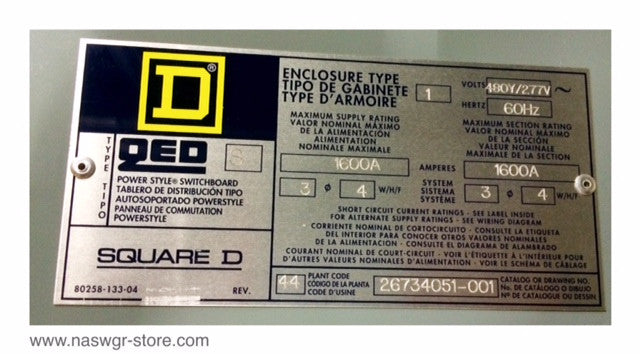 D®
TYPE
TIPO
QED S
POWER STYLE® SWITCHBOARD
TABLERO DE DISTRIBUCIÓN TIPO
AUTOSOPORTADO POWERSTYLE
PANNEAU DE COMMUTATION
POWERSTYLE
SQUARE D
80258-133-04 REV.
ENCLOSURE TYPE
TIPO DE GABINETE
TYPE D'ARMOIRE
1
VOLTS 480Y/277V ~
HERTZ 60Hz
MAXIMUM SUPPLY RATING
VALOR NOMINAL MÁXIMO
DE LA ALIMENTACIÓN
ALIMENTATION
NOMINALE MAXIMALE
MAXIMUM SECTION RATING
VALOR NOMINAL MÁXIMO
DE LA SECCIÓN
VALEUR NOMINALE
MAXIMALE DE LA SECTION
1600A AMPERES 1600A
3 Ø 4 W/H/F SYSTEM SISTEMA SYSTÈME 3 Ø 4 W/H/F
SHORT CIRCUIT CURRENT RATINGS - SEE LABEL INSIDE
FOR ALTERNATE SUPPLY RATINGS - SEE WIRING DIAGRAM
CORRIENTE NOMINAL DE CORTOCIRCUITO - CONSULTE LA ETIQUETA
DEL INTERIOR PARA CONOCER OTROS VALORES NOMINALES
DE LA ALIMENTACION - CONSULTE EL DIAGRAMA DE ALAMBRADO
COURANT NOMINAL DE COURT-CIRCUIT - VOIR L'ÉTIQUETTE À L'INTÉRIEUR POUR
D'AUTRES VALEURS NOMINALES D'ALIMENTATION - VOIR LE SCHÉMA DE CÂBLAGE
44 PLANT CODE
CÓDIGO DE LA PLANTA
CODE D'USINE
26734051-001
CATALOG OR DRAWING NO.
No. DE CATÁLOGO O DIBUJO
Nº DE CATALOGUE OU DESSIN
www.naswgr-store.com